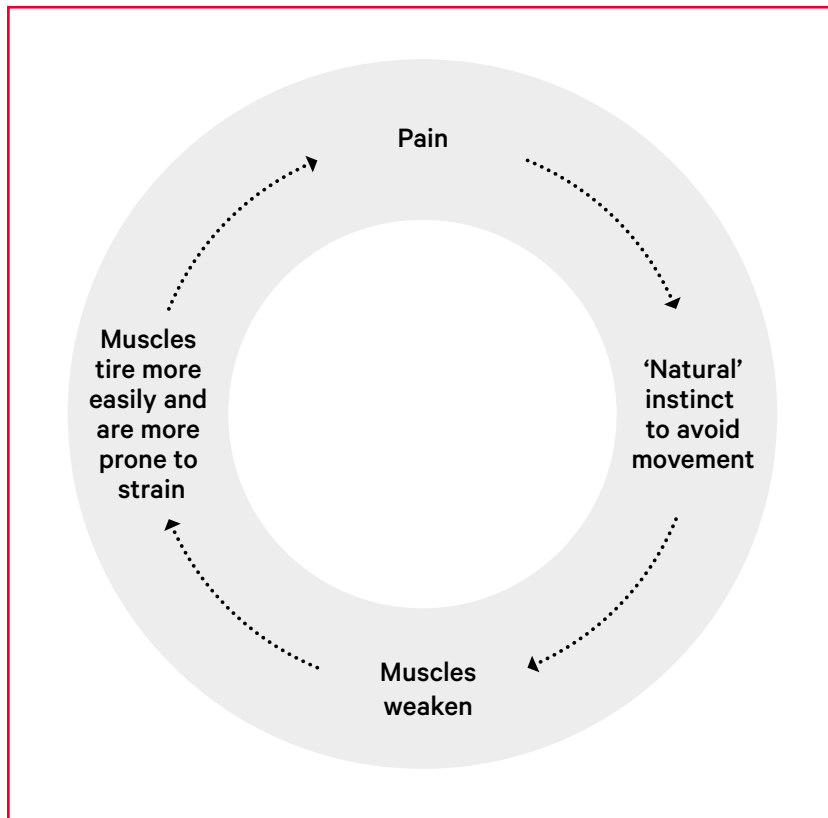 Pain
‘Natural’
instinct
to avoid
movement
Muscles
weaken
Muscles
tire more
easily and
are more
prone to
strain